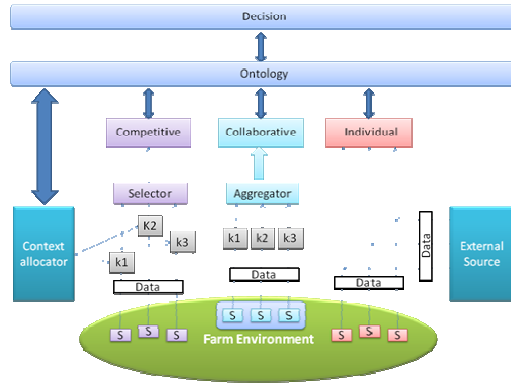 Decision
Ontology
Competitive
Collaborative
Individual
Selector
Aggregator
Context
allocator
K2
k3
k1
k1
k2
k3
Data
Data
Data
Data
External
Source
S
S
S
S
S
S
S
S
S
Farm Environment